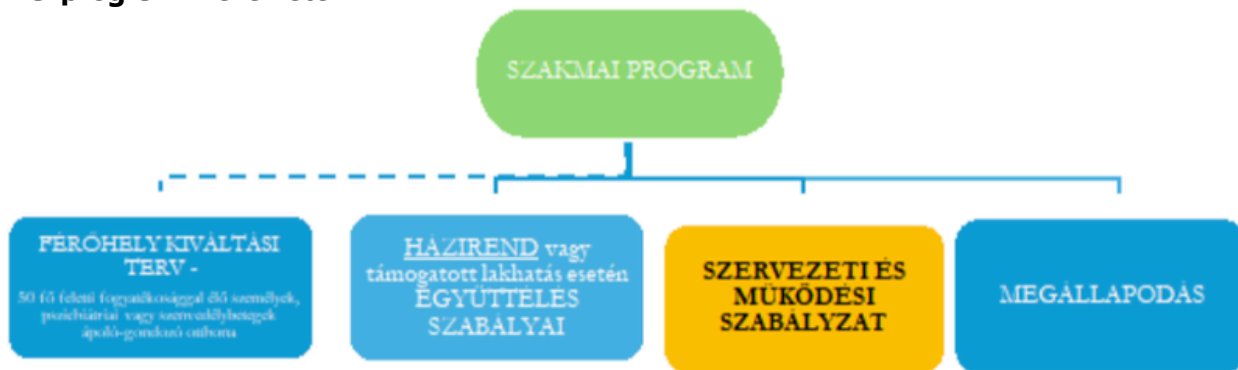 SZAKMAI PROGRAM
FÉRŐHELY KIVÁLTÁSI
TERV -
50 fő feletti fogyatékossággal élő személyek,
pszichiátriai vagy szenvedélybetegek
ápoló-gondozó otthona
HÁZIREND vagy
támogatott lakhatás esetén
EGYÜTTÉLÉS
SZABÁLYAI
SZERVEZETI ÉS
MŰKÖDÉSI
SZABÁLYZAT
MEGÁLLAPODÁS